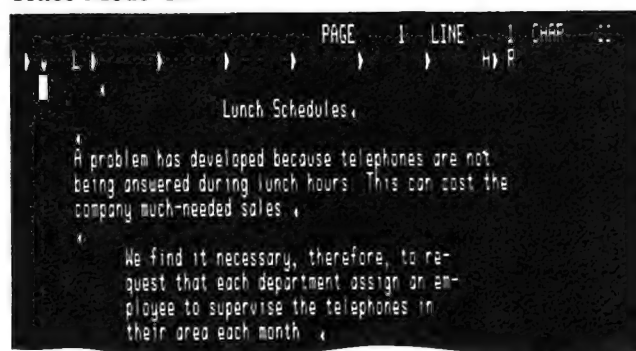 PAGE 1 LINE 1 CHAR
L H R
Lunch Schedules
A problem has developed because telephones are not
being answered during lunch hours. This can cost the
company much-needed sales.
We find it necessary, therefore, to re-
quest that each department assign an em-
ployee to supervise the telephones in
their area each month